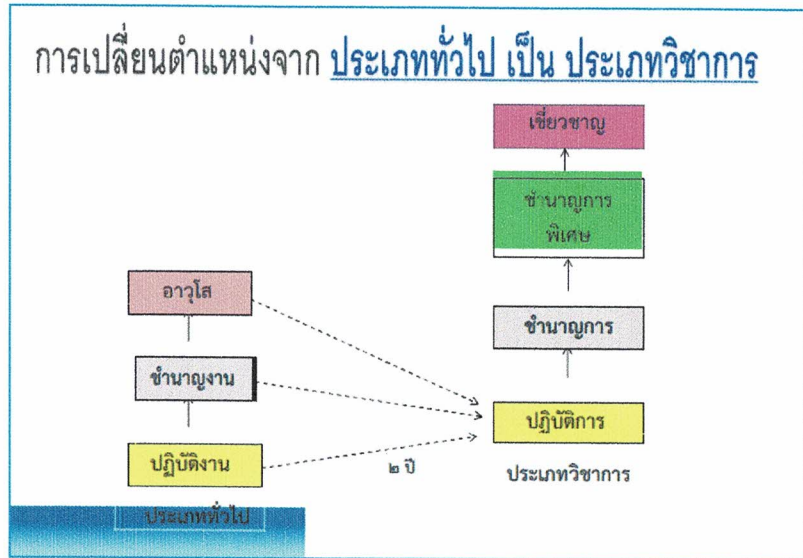 การเปลี่ยนตำแหน่งจาก ประเภททั่วไป เป็น ประเภทวิชาการ
เชี่ยวชาญ
ชำนาญการ
พิเศษ
อาวุโส
ชำนาญการ
ชำนาญงาน
ปฏิบัติการ
ปฏิบัติงาน
๒ ปี
ประเภทวิชาการ
ประเภททั่วไป